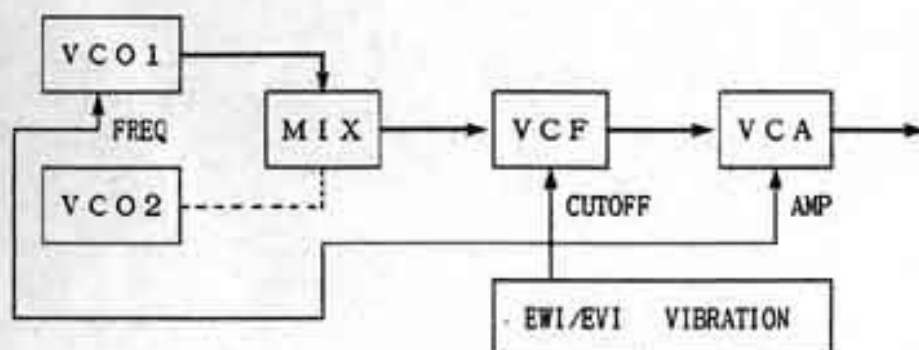 VCO1
FREQ
MIX
VCF
VCA
VCO2
CUTOFF
AMP
EWI/EVI VIBRATION